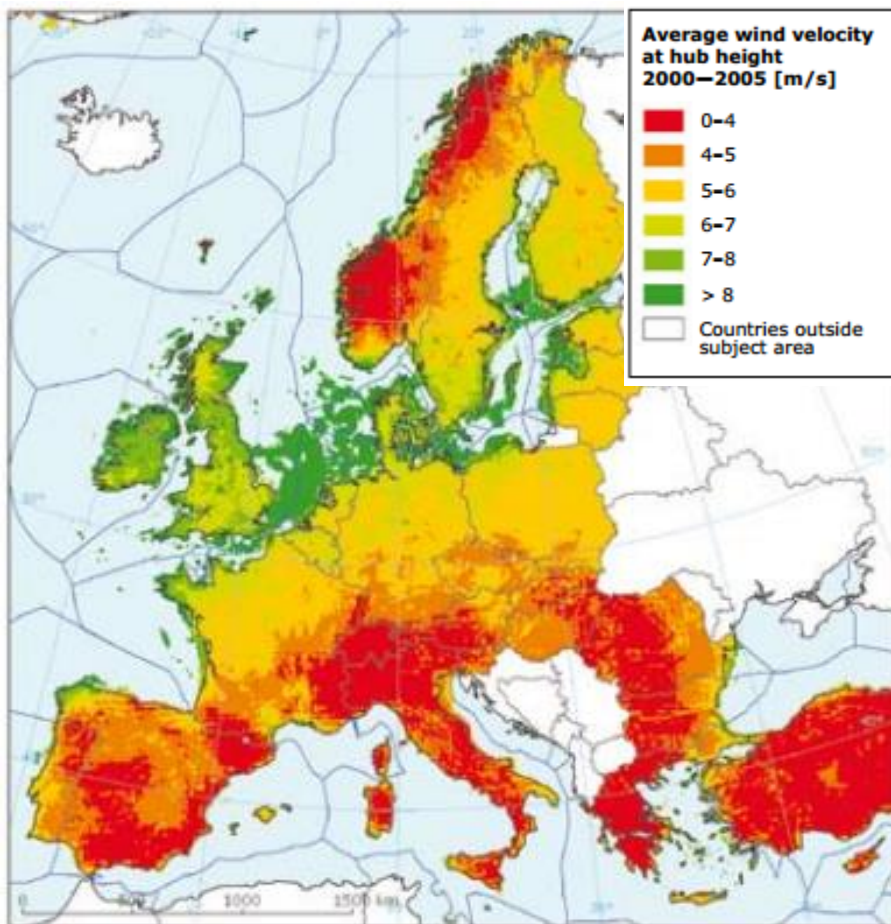 Average wind velocity
at hub height
2000—2005 [m/s]
0–4
4–5
5–6
6–7
7–8
> 8
Countries outside
subject area
0
500
1000
1500 km